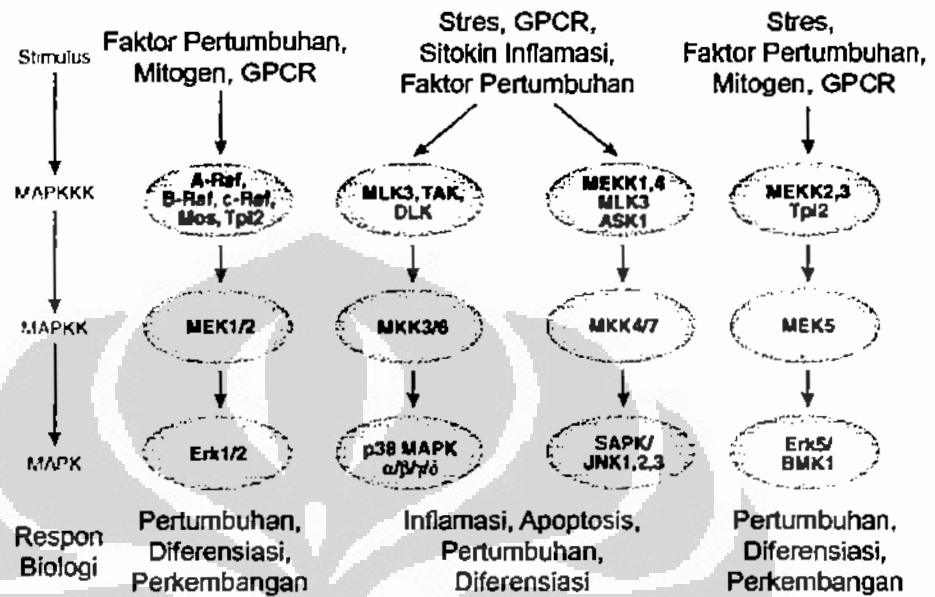 Stimulus
Faktor Pertumbuhan,
Mitogen, GPCR
Stres, GPCR,
Sitokin Inflamasi,
Faktor Pertumbuhan
Stres,
Faktor Pertumbuhan,
Mitogen, GPCR
MAPKKK
A-Raf,
B-Raf, c-Raf,
Mos, Tpl2
MLK3, TAK,
DLK
MEKK1,4
MLK3
ASK1
MEKK2,3
Tpl2
MAPKK
MEK1/2
MKK3/6
MKK4/7
MEK5
MAPK
Erk1/2
p38 MAPK
α/β/γ/δ
SAPK/
JNK1,2,3
Erk5/
BMK1
Respon
Biologi
Pertumbuhan,
Diferensiasi,
Perkembangan
Inflamasi, Apoptosis,
Pertumbuhan,
Diferensiasi
Pertumbuhan,
Diferensiasi,
Perkembangan